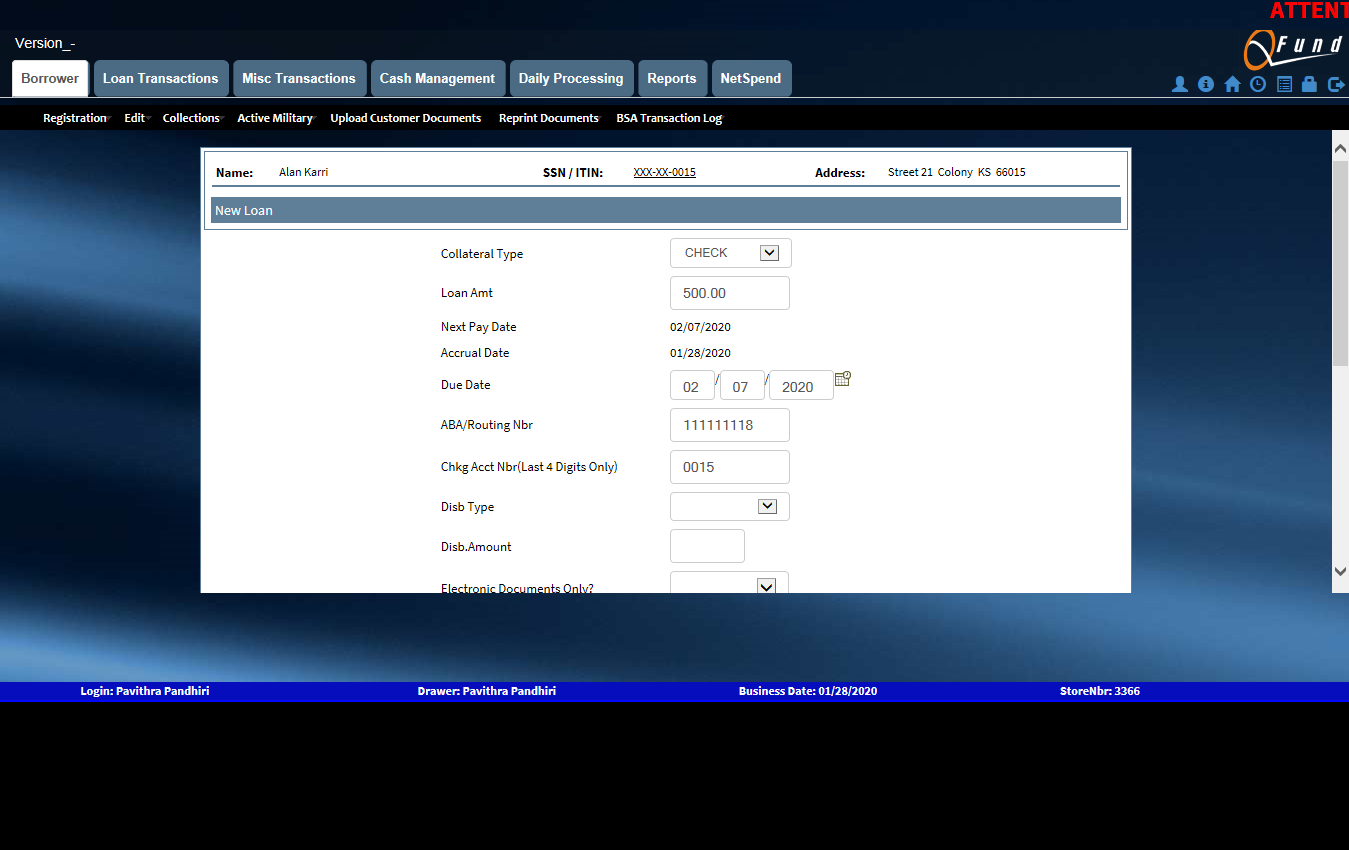 ATTENT
Version_-
QFund
Borrower Loan Transactions Misc Transactions Cash Management Daily Processing Reports NetSpend
Registration Edit Collections Active Military Upload Customer Documents Reprint Documents BSA Transaction Log
Name: Alan Karri SSN / ITIN: XXX-XX-0015 Address: Street 21 Colony KS 66015
New Loan
Collateral Type CHECK
Loan Amt 500.00
Next Pay Date 02/07/2020
Accrual Date 01/28/2020
Due Date 02 / 07 / 2020
ABA/Routing Nbr 111111118
Chkg Acct Nbr(Last 4 Digits Only) 0015
Disb Type
Disb.Amount
Electronic Documents Only?
Login: Pavithra Pandhiri Drawer: Pavithra Pandhiri Business Date: 01/28/2020 StoreNbr: 3366